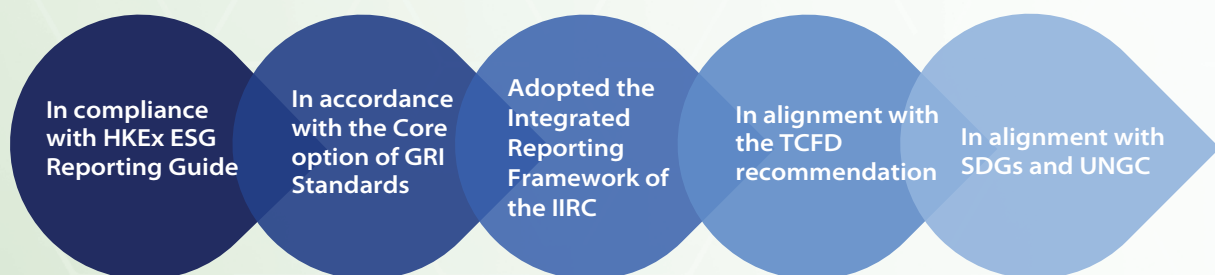 In compliance
with HKEx ESG
Reporting Guide
In accordance
with the Core
option of GRI
Standards
Adopted the
Integrated
Reporting
Framework of
the IIRC
In alignment with
the TCFD
recommendation
In alignment with
SDGs and UNGC